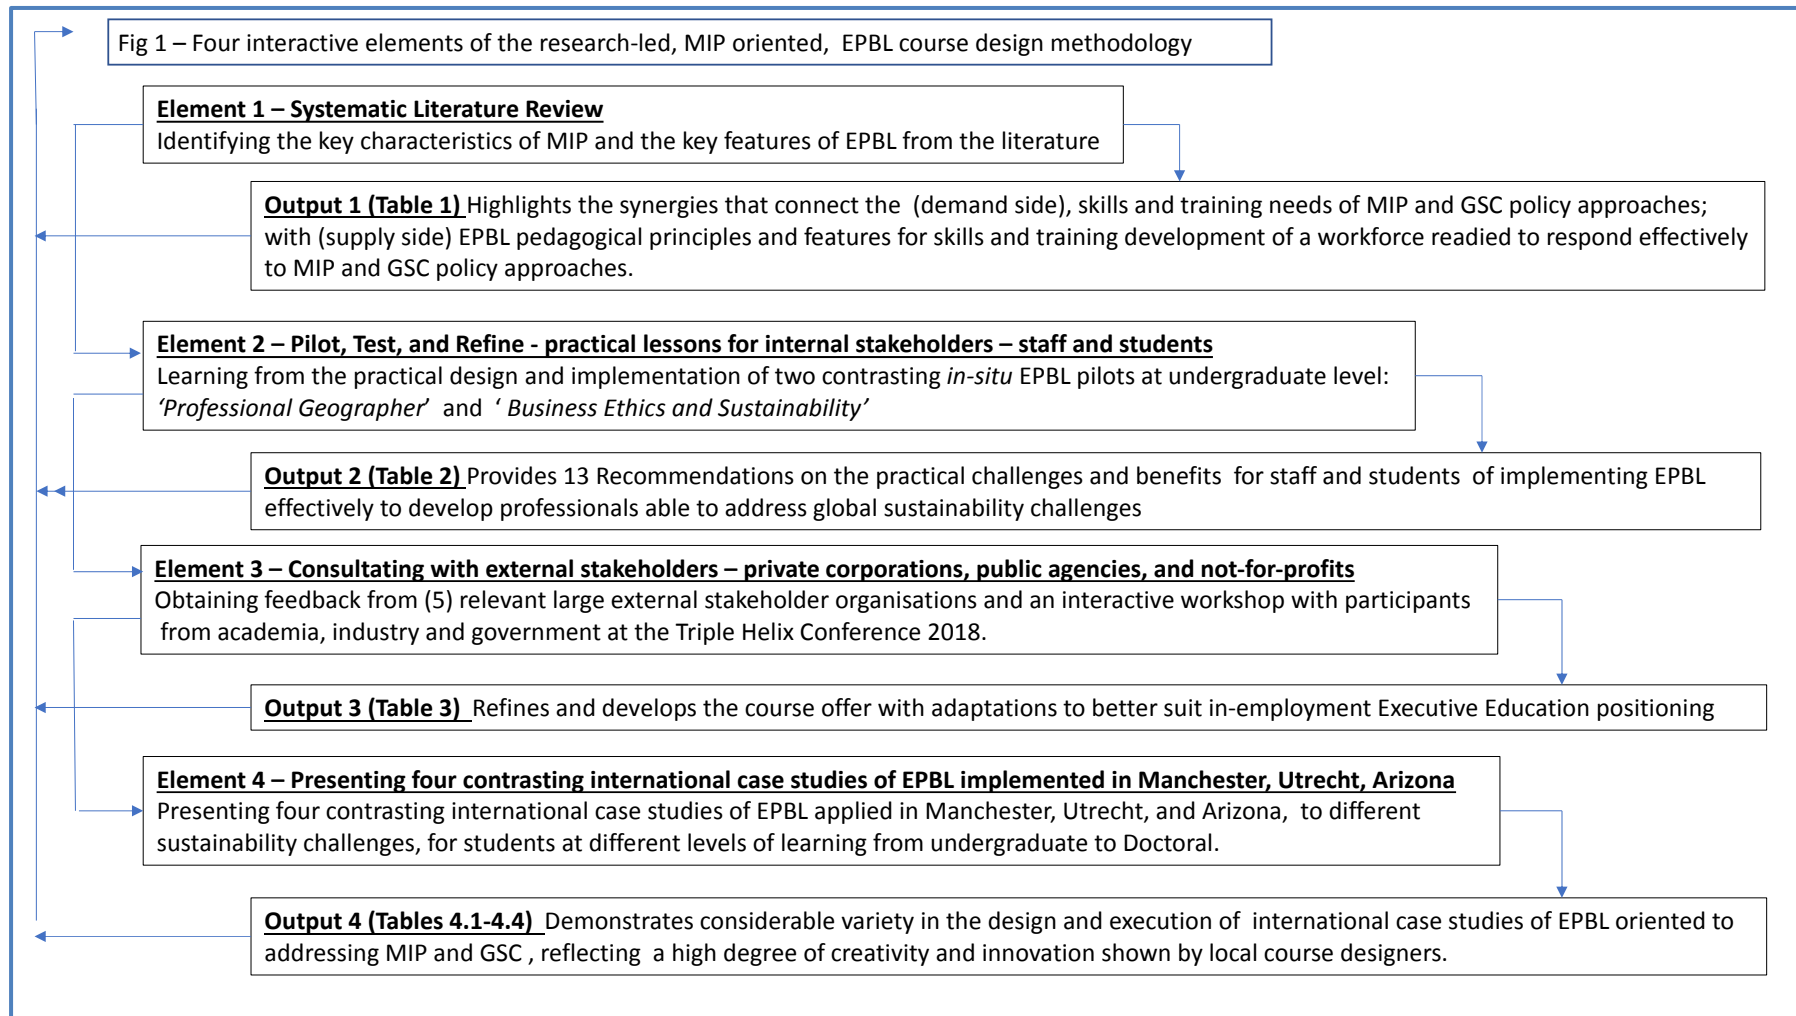 Fig 1 – Four interactive elements of the research-led, MIP oriented, EPBL course design methodology
Element 1 – Systematic Literature Review
Identifying the key characteristics of MIP and the key features of EPBL from the literature
Output 1 (Table 1) Highlights the synergies that connect the (demand side), skills and training needs of MIP and GSC policy approaches;
with (supply side) EPBL pedagogical principles and features for skills and training development of a workforce readied to respond effectively
to MIP and GSC policy approaches.
Element 2 – Pilot, Test, and Refine - practical lessons for internal stakeholders – staff and students
Learning from the practical design and implementation of two contrasting in-situ EPBL pilots at undergraduate level:
‘Professional Geographer’ and ‘ Business Ethics and Sustainability’
Output 2 (Table 2) Provides 13 Recommendations on the practical challenges and benefits for staff and students of implementing EPBL
effectively to develop professionals able to address global sustainability challenges
Element 3 – Consultating with external stakeholders – private corporations, public agencies, and not-for-profits
Obtaining feedback from (5) relevant large external stakeholder organisations and an interactive workshop with participants
from academia, industry and government at the Triple Helix Conference 2018.
Output 3 (Table 3) Refines and develops the course offer with adaptations to better suit in-employment Executive Education positioning
Element 4 – Presenting four contrasting international case studies of EPBL implemented in Manchester, Utrecht, Arizona
Presenting four contrasting international case studies of EPBL applied in Manchester, Utrecht, and Arizona, to different
sustainability challenges, for students at different levels of learning from undergraduate to Doctoral.
Output 4 (Tables 4.1-4.4) Demonstrates considerable variety in the design and execution of international case studies of EPBL oriented to
addressing MIP and GSC , reflecting a high degree of creativity and innovation shown by local course designers.